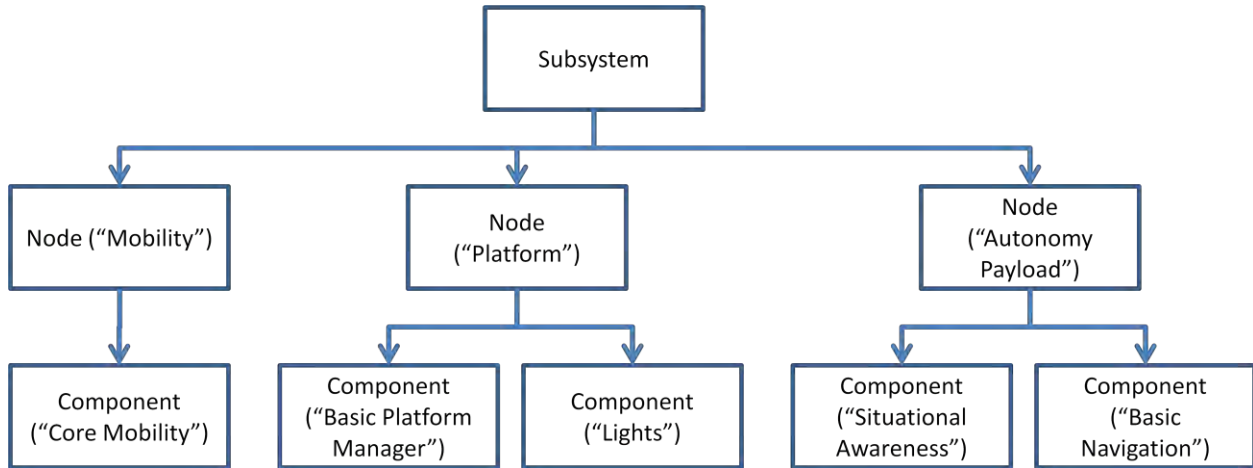 Subsystem
Node (“Mobility”)
Node
(“Platform”)
Node
(“Autonomy
Payload”)
Component
(“Core Mobility”)
Component
(“Basic Platform
Manager”)
Component
(“Lights”)
Component
(“Situational
Awareness”)
Component
(“Basic
Navigation”)